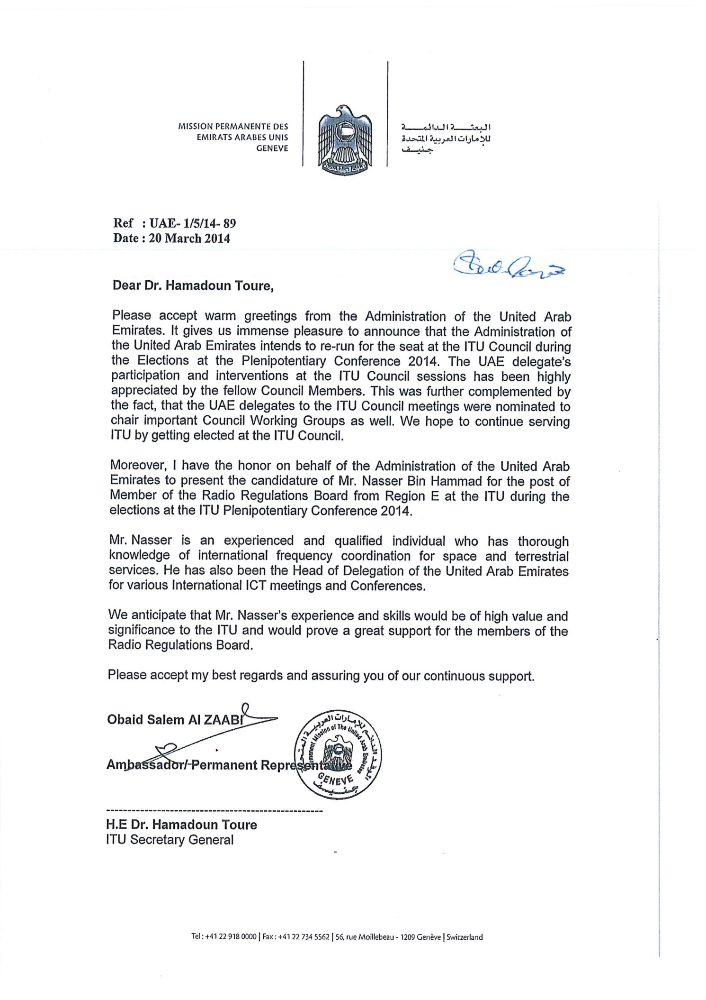 MISSION PERMANENTE DES
EMIRATS ARABES UNIS
GENEVE
البعثة الدائمة
للإمارات العربية المتحدة
جنيف
الإمارات العربية المتحدة
Ref : UAE- 1/5/14- 89
Date : 20 March 2014
Dear Dr. Hamadoun Toure,
Please accept warm greetings from the Administration of the United Arab
Emirates. It gives us immense pleasure to announce that the Administration of
the United Arab Emirates intends to re-run for the seat at the ITU Council during
the Elections at the Plenipotentiary Conference 2014. The UAE delegate's
participation and interventions at the ITU Council sessions has been highly
appreciated by the fellow Council Members. This was further complemented by
the fact, that the UAE delegates to the ITU Council meetings were nominated to
chair important Council Working Groups as well. We hope to continue serving
ITU by getting elected at the ITU Council.
Moreover, I have the honor on behalf of the Administration of the United Arab
Emirates to present the candidature of Mr. Nasser Bin Hammad for the post of
Member of the Radio Regulations Board from Region E at the ITU during the
elections at the ITU Plenipotentiary Conference 2014.
Mr. Nasser is an experienced and qualified individual who has thorough
knowledge of international frequency coordination for space and terrestrial
services. He has also been the Head of Delegation of the United Arab Emirates
for various International ICT meetings and Conferences.
We anticipate that Mr. Nasser's experience and skills would be of high value and
significance to the ITU and would prove a great support for the members of the
Radio Regulations Board.
Please accept my best regards and assuring you of our continuous support.
Obaid Salem Al ZAABI
Ambassador/ Permanent Representative
الوفد الدائم للإمارات العربية المتحدة
Permanent Mission of The United Arab Emirates
GENEVE
جنيف
H.E Dr. Hamadoun Toure
ITU Secretary General
Tel : +41 22 918 0000 | Fax : +41 22 734 5562 | 56, rue Moillebeau - 1209 Genève | Switzerland